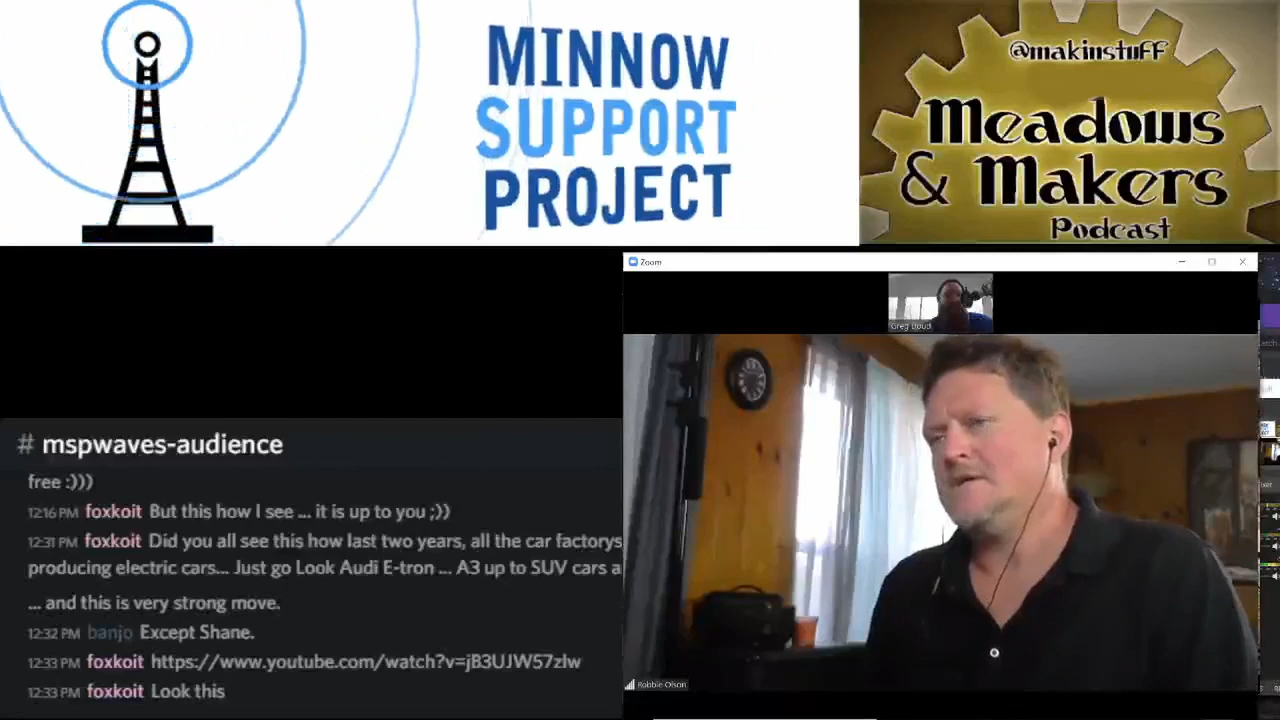 MINNOW
SUPPORT
PROJECT
@makinstuff
Meadows
& Makers
Podcast
Zoom
Greg Doud
# mspwaves-audience
free :)))
12:16 PM foxkoit But this how I see ... it is up to you ;))
12:31 PM foxkoit Did you all see this how last two years, all the car factorys
producing electric cars... Just go Look Audi E-tron ... A3 up to SUV cars a
... and this is very strong move.
12:32 PM banjo Except Shane.
12:33 PM foxkoit https://www.youtube.com/watch?v=jB3UJW57zlw
12:33 PM foxkoit Look this
Robbie Olson